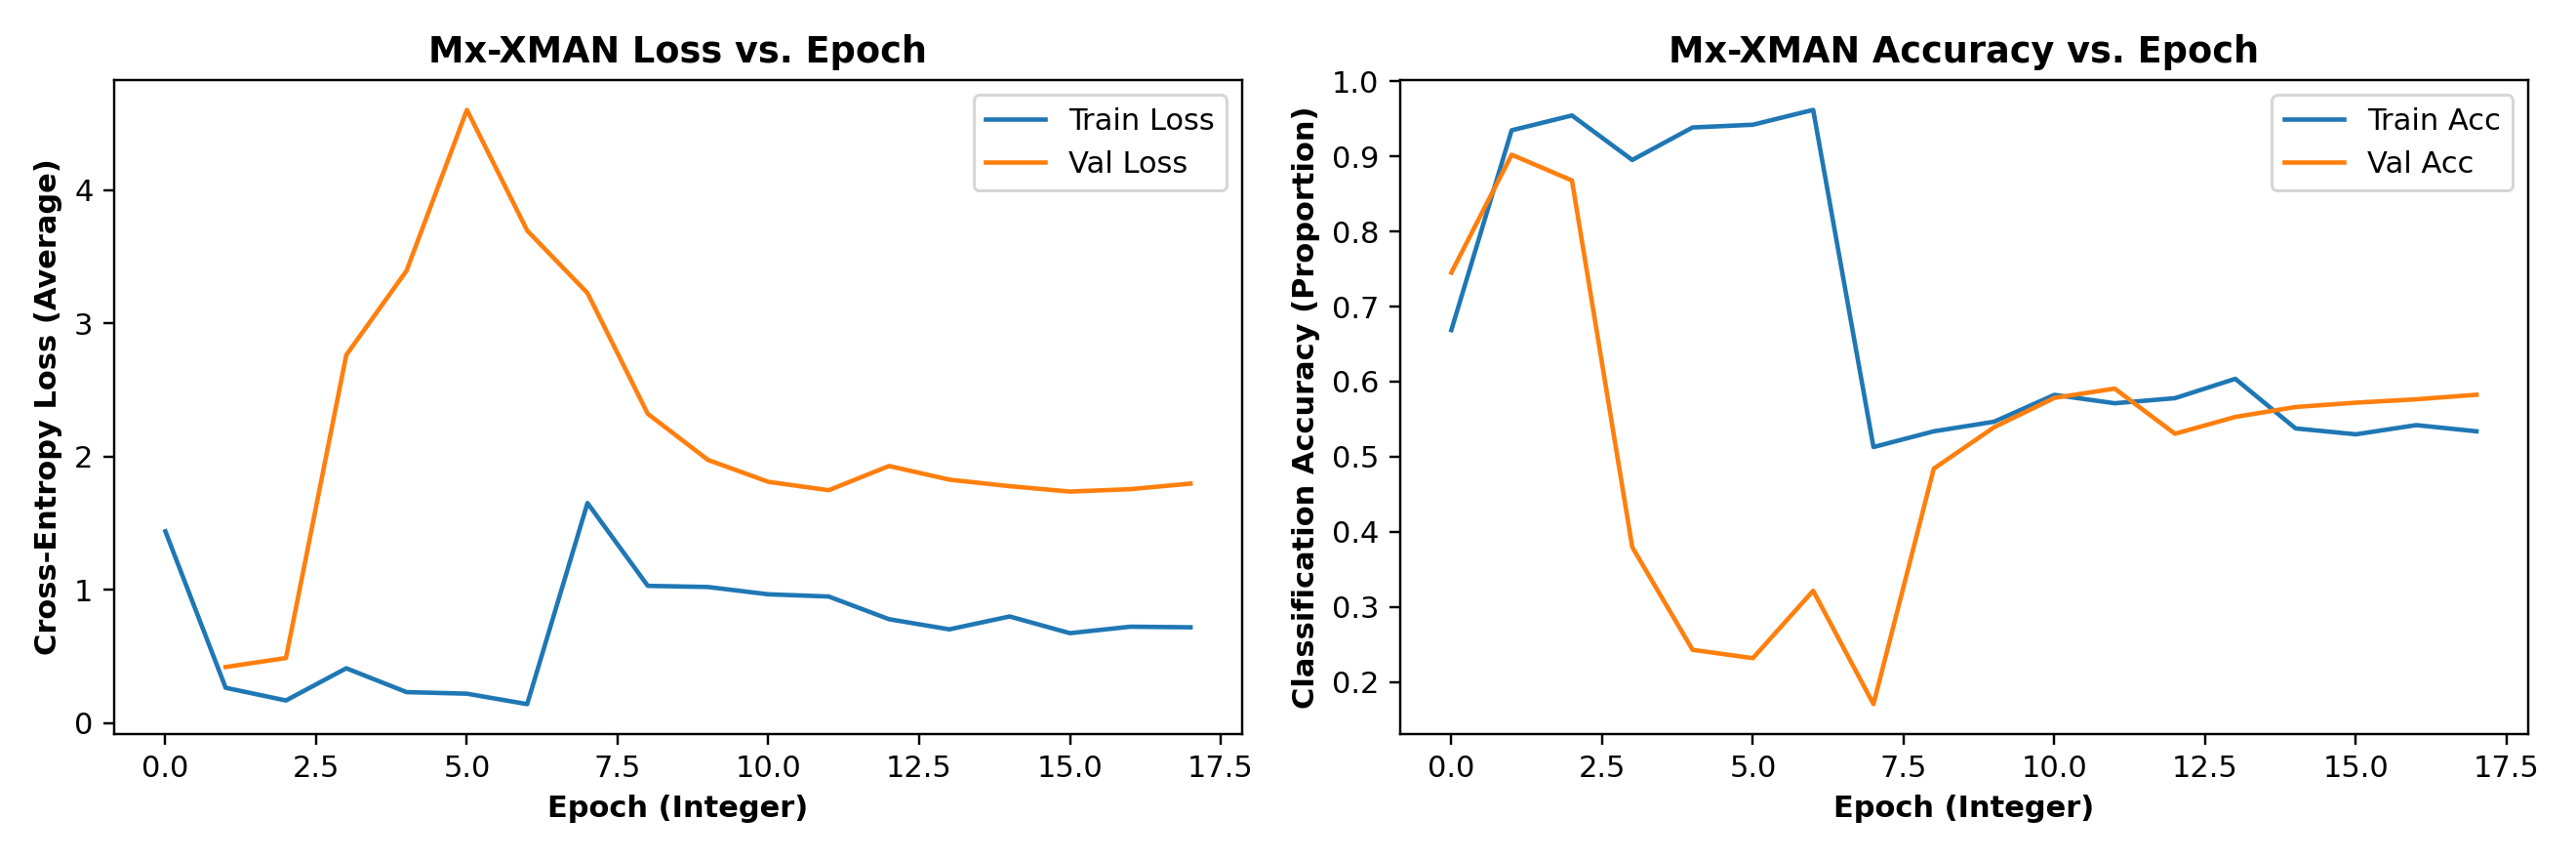 Mx-XMAN Loss vs. Epoch
Train Loss
Val Loss
Cross-Entropy Loss (Average)
4
3
2
1
0
0.0 2.5 5.0 7.5 10.0 12.5 15.0 17.5
Epoch (Integer)
Mx-XMAN Accuracy vs. Epoch
Train Acc
Val Acc
Classification Accuracy (Proportion)
1.0
0.9
0.8
0.7
0.6
0.5
0.4
0.3
0.2
0.0 2.5 5.0 7.5 10.0 12.5 15.0 17.5
Epoch (Integer)